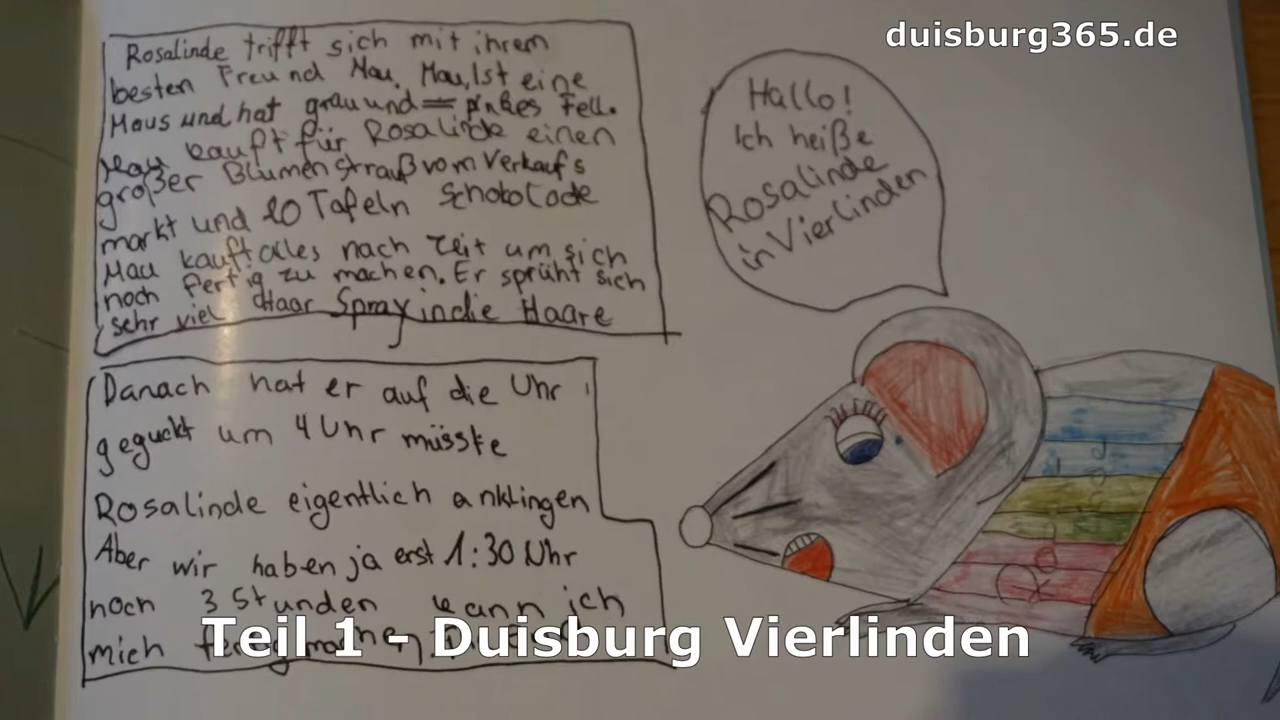 duisburg365.de
Rosalinde trifft sich mit ihrem
besten Freund Mau. Mau, Ist eine
Maus und hat grau und pinkes Fell.
Mau kauft für Rosalinde einen
großer Blumenstrauß vom Verkaufs
markt und 20 Tafeln Schokolade
Mau kauft alles nach Zeit um sich
noch fertig zu machen. Er sprüht sich
sehr viel Haar Spray in die Haare
Danach hat er auf die Uhr
geguckt um 4 Uhr müsste
Rosalinde eigentlich anklingen
Aber wir haben ja erst 1:30 Uhr
noch 3 Stunden kann ich
mich
Hallo!
Ich heiße
Rosalinde
in Vierlinden
Teil 1 - Duisburg Vierlinden